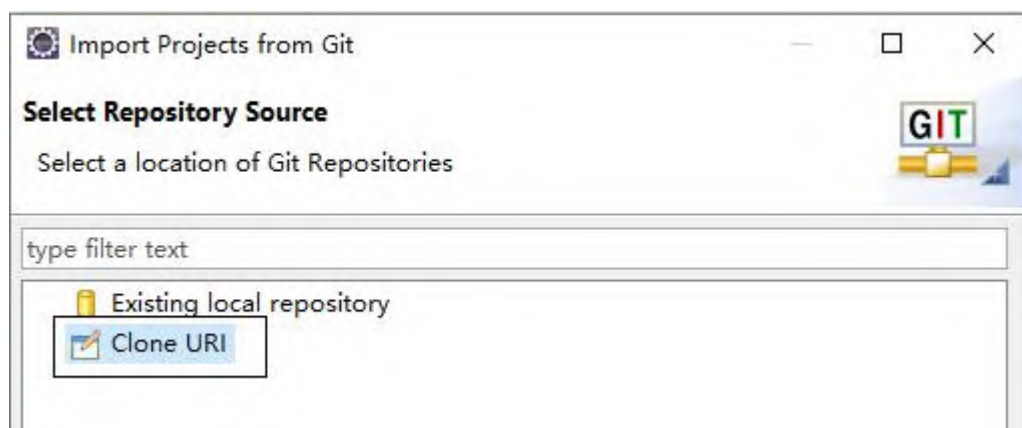 Import Projects from Git
Select Repository Source
Select a location of Git Repositories
GIT
type filter text
Existing local repository
Clone URI